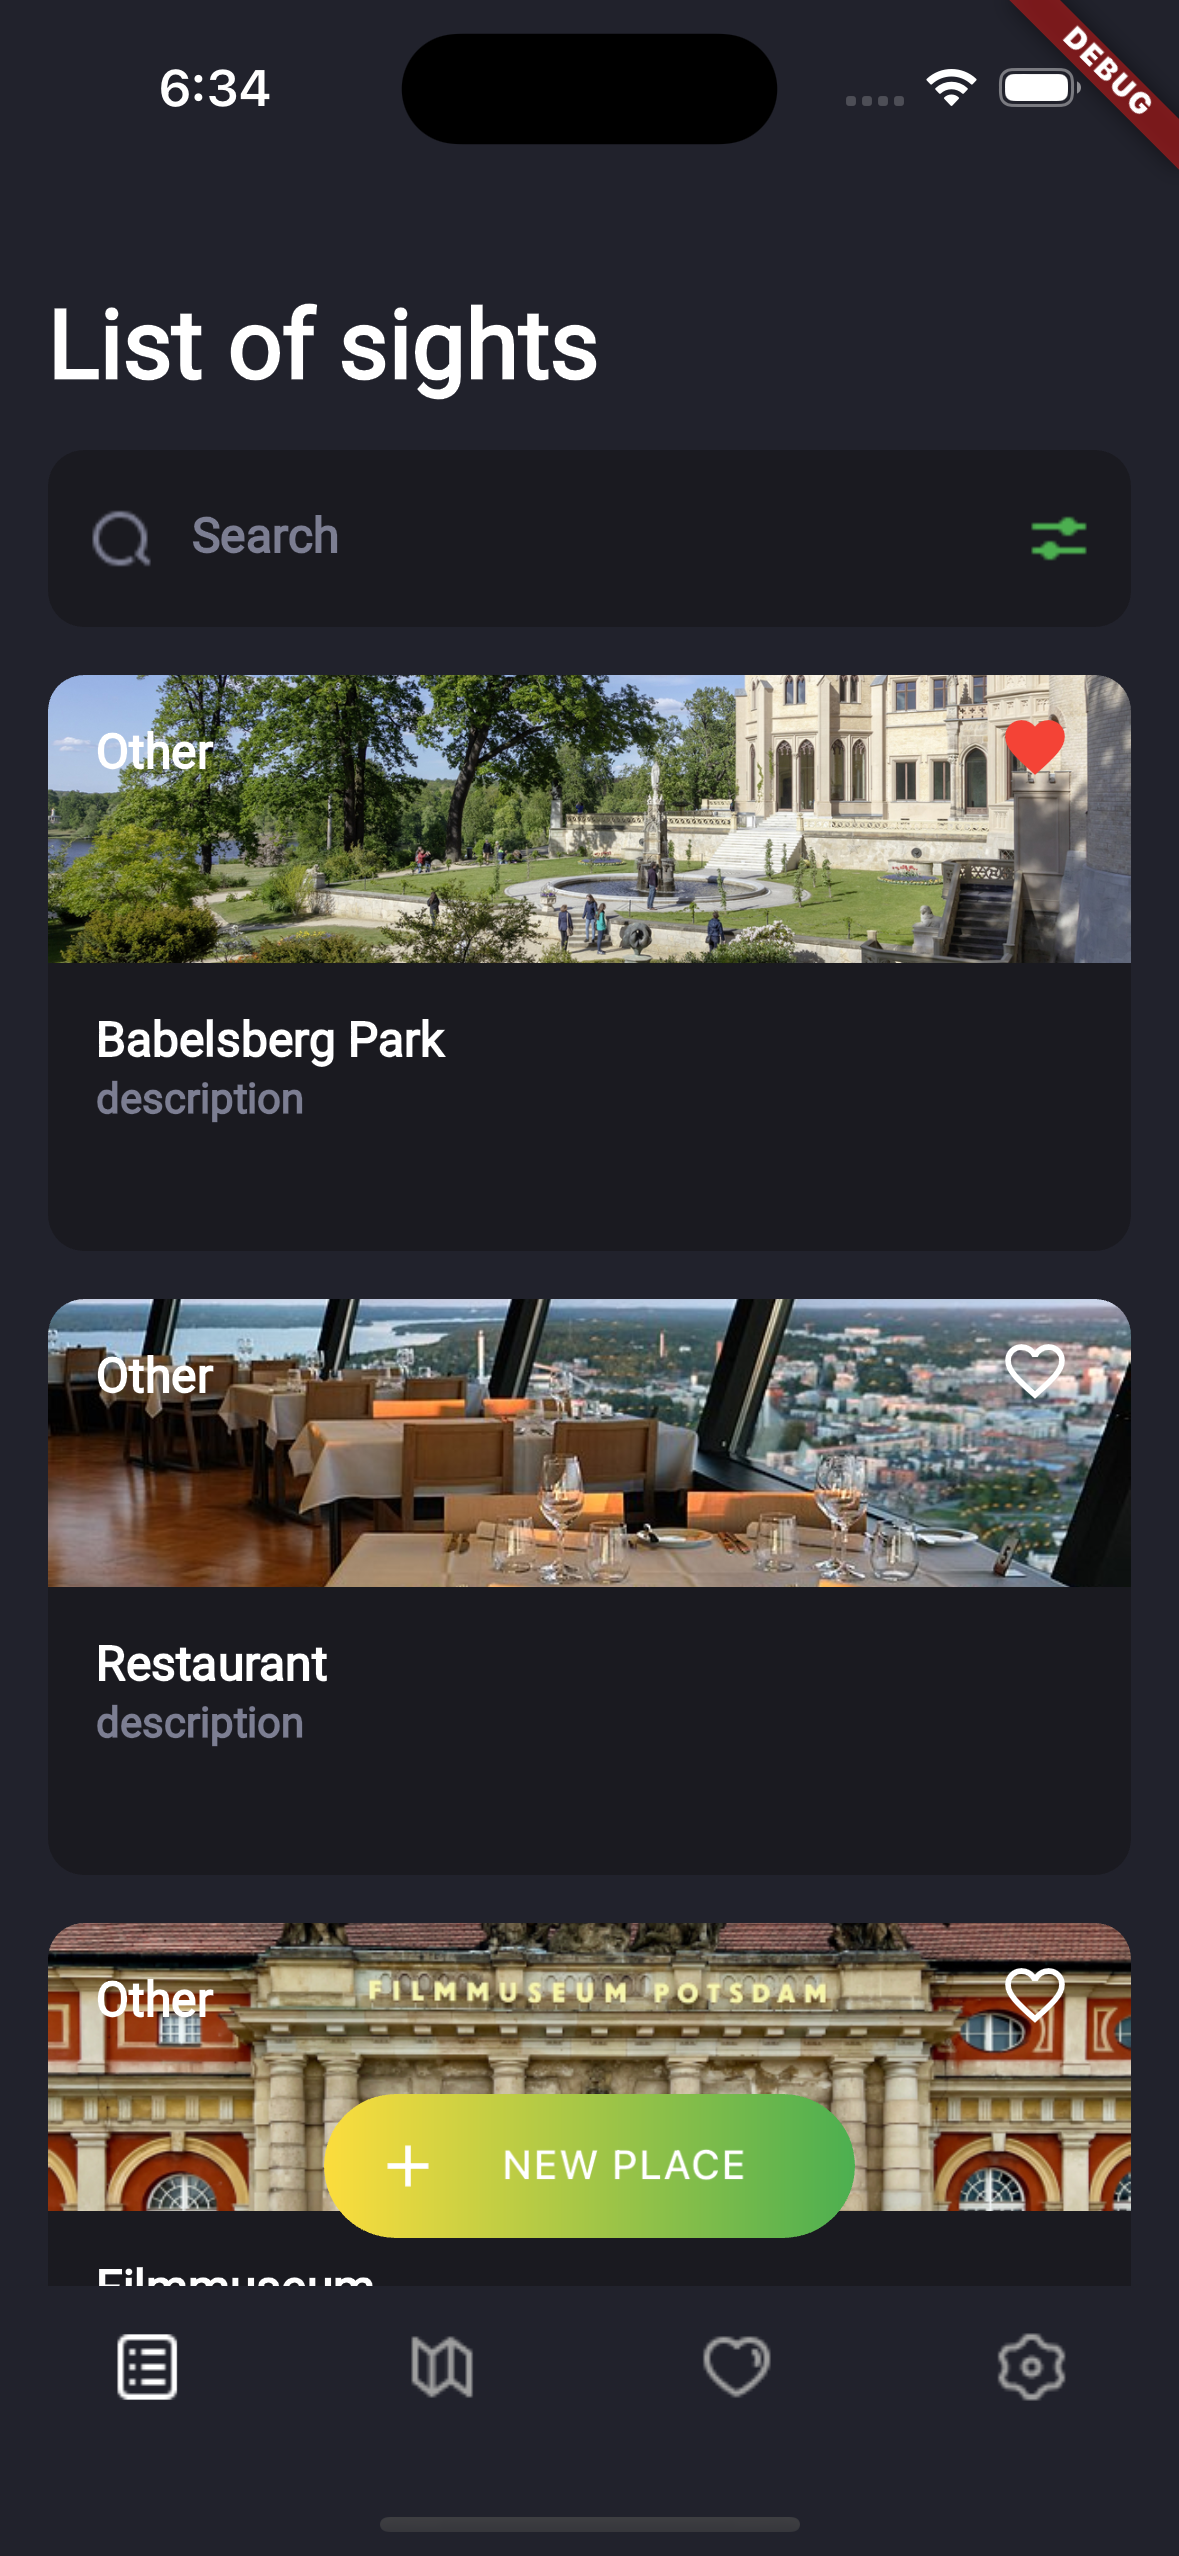 6:34
DEBUG
List of sights
Search
Other
Babelsberg Park
description
Other
Restaurant
description
Other
FILMMUSEUM POTSDAM
NEW PLACE
Filmmuseum